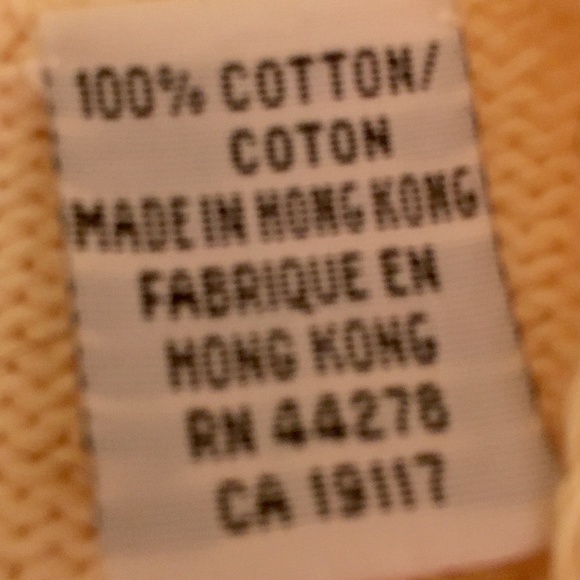 100% COTTON/
COTON
MADE IN HONG KONG
FABRIQUE EN
HONG KONG
RN 44278
CA 19117